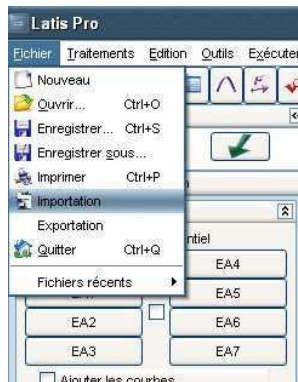 Latis Pro
Fichier Traitements Edition Outils Exécuter
Nouveau
Ouvrir... Ctrl+O
Enregistrer... Ctrl+S
Enregistrer sous...
Imprimer Ctrl+P
Importation
Exportation
Quitter Ctrl+Q
Fichiers récents
EA4
EA5
EA2 EA6
EA3 EA7
Ajouter les courbes